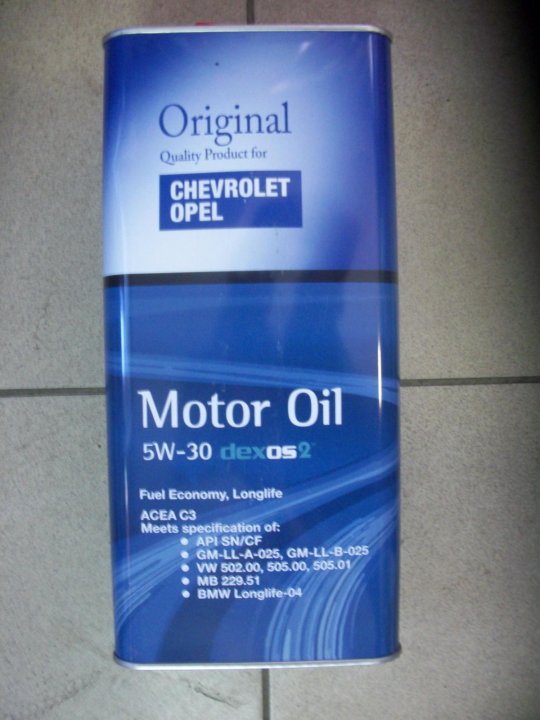 Original
Quality Product for
CHEVROLET
OPEL
Motor Oil
5W-30 dexos2™
Fuel Economy, Longlife
ACEA C3
Meets specification of:
• API SN/CF
• GM-LL-A-025, GM-LL-B-025
• VW 502.00, 505.00, 505.01
• MB 229.51
• BMW Longlife-04